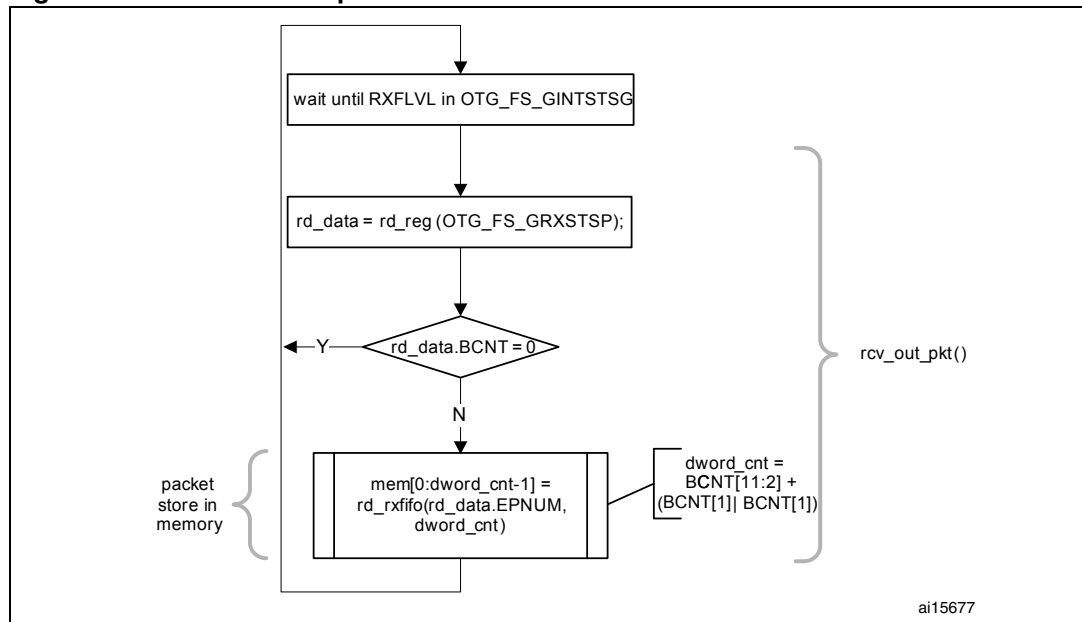 wait until RXFLVL in OTG_FS_GINTSTSG
rd_data = rd_reg (OTG_FS_GRXSTSP);
Y
rd_data.BCNT = 0
rcv_out_pkt()
N
packet
store in
memory
mem[0:dword_cnt-1] =
rd_rxfifo(rd_data.EPNUM,
dword_cnt)
dword_cnt =
BCNT[11:2] +
(BCNT[1]| BCNT[1])
ai15677